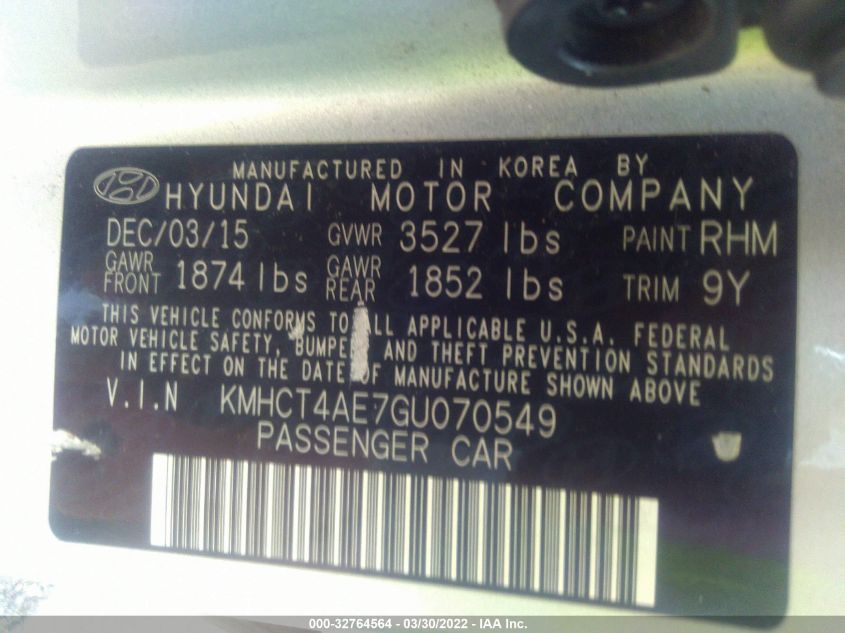 MANUFACTURED IN KOREA BY
HYUNDAI MOTOR COMPANY
DEC/03/15 GVWR 3527 lbs PAINT RHM
GAWR FRONT 1874 lbs GAWR REAR 1852 lbs TRIM 9Y
THIS VEHICLE CONFORMS TO ALL APPLICABLE U.S.A. FEDERAL
MOTOR VEHICLE SAFETY, BUMPER AND THEFT PREVENTION STANDARDS
IN EFFECT ON THE DATE OF MANUFACTURE SHOWN ABOVE
V.I.N KMHCT4AE7GU070549
PASSENGER CAR
000-32764564 - 03/30/2022 - IAA Inc.